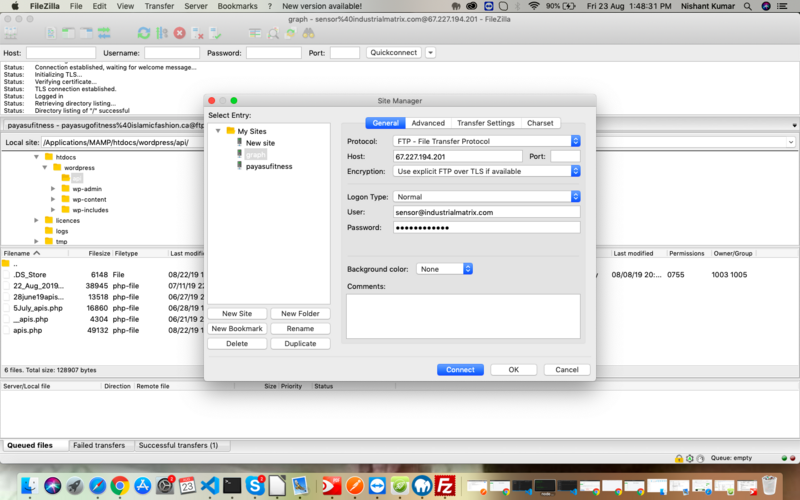 FileZilla File Edit View Transfer Server Bookmarks ? New version available! 90% Fri 23 Aug 1:48:31 PM Nishant Kumar
graph - sensor%40industrialmatrix.com@67.227.194.201 - FileZilla
Host: Username: Password: Port: Quickconnect
Status: Connection established, waiting for welcome message...
Status: Initializing TLS...
Status: Verifying certificate...
Status: TLS connection established.
Status: Logged in
Status: Retrieving directory listing...
Status: Directory listing of "/" successful
payasufitness - payasugofitness%40islamicfashion.ca@ftp
Local site: /Applications/MAMP/htdocs/wordpress/api/
htdocs
wordpress
api
wp-admin
wp-content
wp-includes
licences
logs
tmp
Filename Filesize Filetype Last modif
..
.DS_Store 6148 File 08/22/19 1
22_Aug_2019... 38945 php-file 07/11/19 2
28june19apis... 13518 php-file 06/27/19 1
5July_apis.php 16860 php-file 06/28/19 1
__apis.php 4304 php-file 06/21/19 2
apis.php 49132 php-file 08/22/19 1
6 files. Total size: 128907 bytes
Last modified Permissions Owner/Group
y 08/08/19 20:... 0755 1003 1005
Site Manager
Select Entry:
My Sites
New site
graph
payasufitness
New Site New Folder
New Bookmark Rename
Delete Duplicate
General Advanced Transfer Settings Charset
Protocol: FTP - File Transfer Protocol
Host: 67.227.194.201 Port:
Encryption: Use explicit FTP over TLS if available
Logon Type: Normal
User: sensor@industrialmatrix.com
Password: ••••••••••••
Background color: None
Comments:
Connect OK Cancel
Server/Local file Direction Remote file Size Priority Status
Queued files Failed transfers Successful transfers (1)
Queue: empty